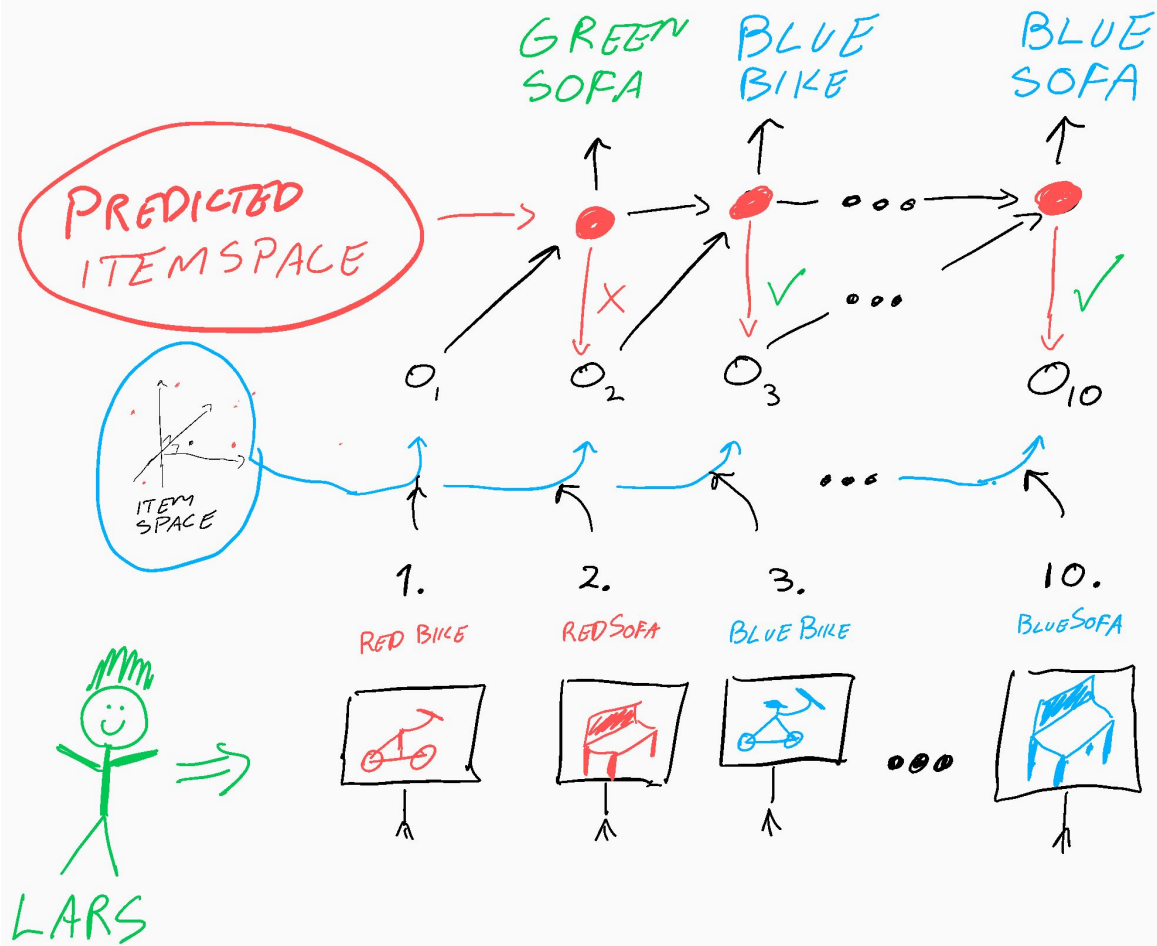 GREEN
SOFA
BLUE
BIKE
BLUE
SOFA
PREDICTED
ITEMSPACE
O1
O2
O3
O10
ITEM
SPACE
1.
2.
3.
10.
RED BIKE
RED SOFA
BLUE BIKE
BLUE SOFA
LARS